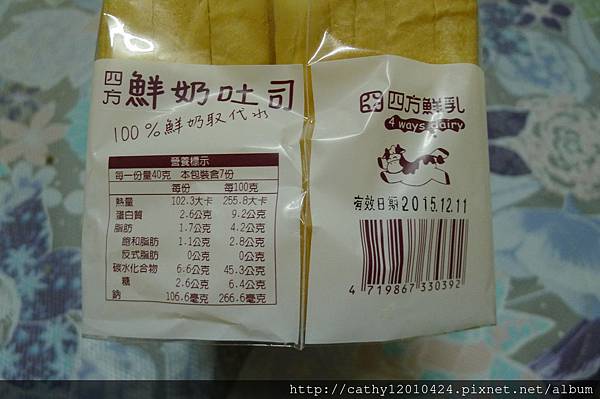 四方
鮮奶吐司
100%鮮奶取代水
營養標示
每一份量40克 本包裝含7份
每份 每100克
熱量 102.3大卡 255.8大卡
蛋白質 2.6公克 9.2公克
脂肪 1.7公克 4.2公克
飽和脂肪 1.1公克 2.8公克
反式脂肪 0公克 0公克
碳水化合物 6.6公克 45.3公克
糖 2.6公克 6.4公克
鈉 106.6毫克 266.6毫克
四方鮮乳
4 ways dairy
有效日期 2015.12.11
4 719867 330392
http://cathy12010424.pixnet.net/album